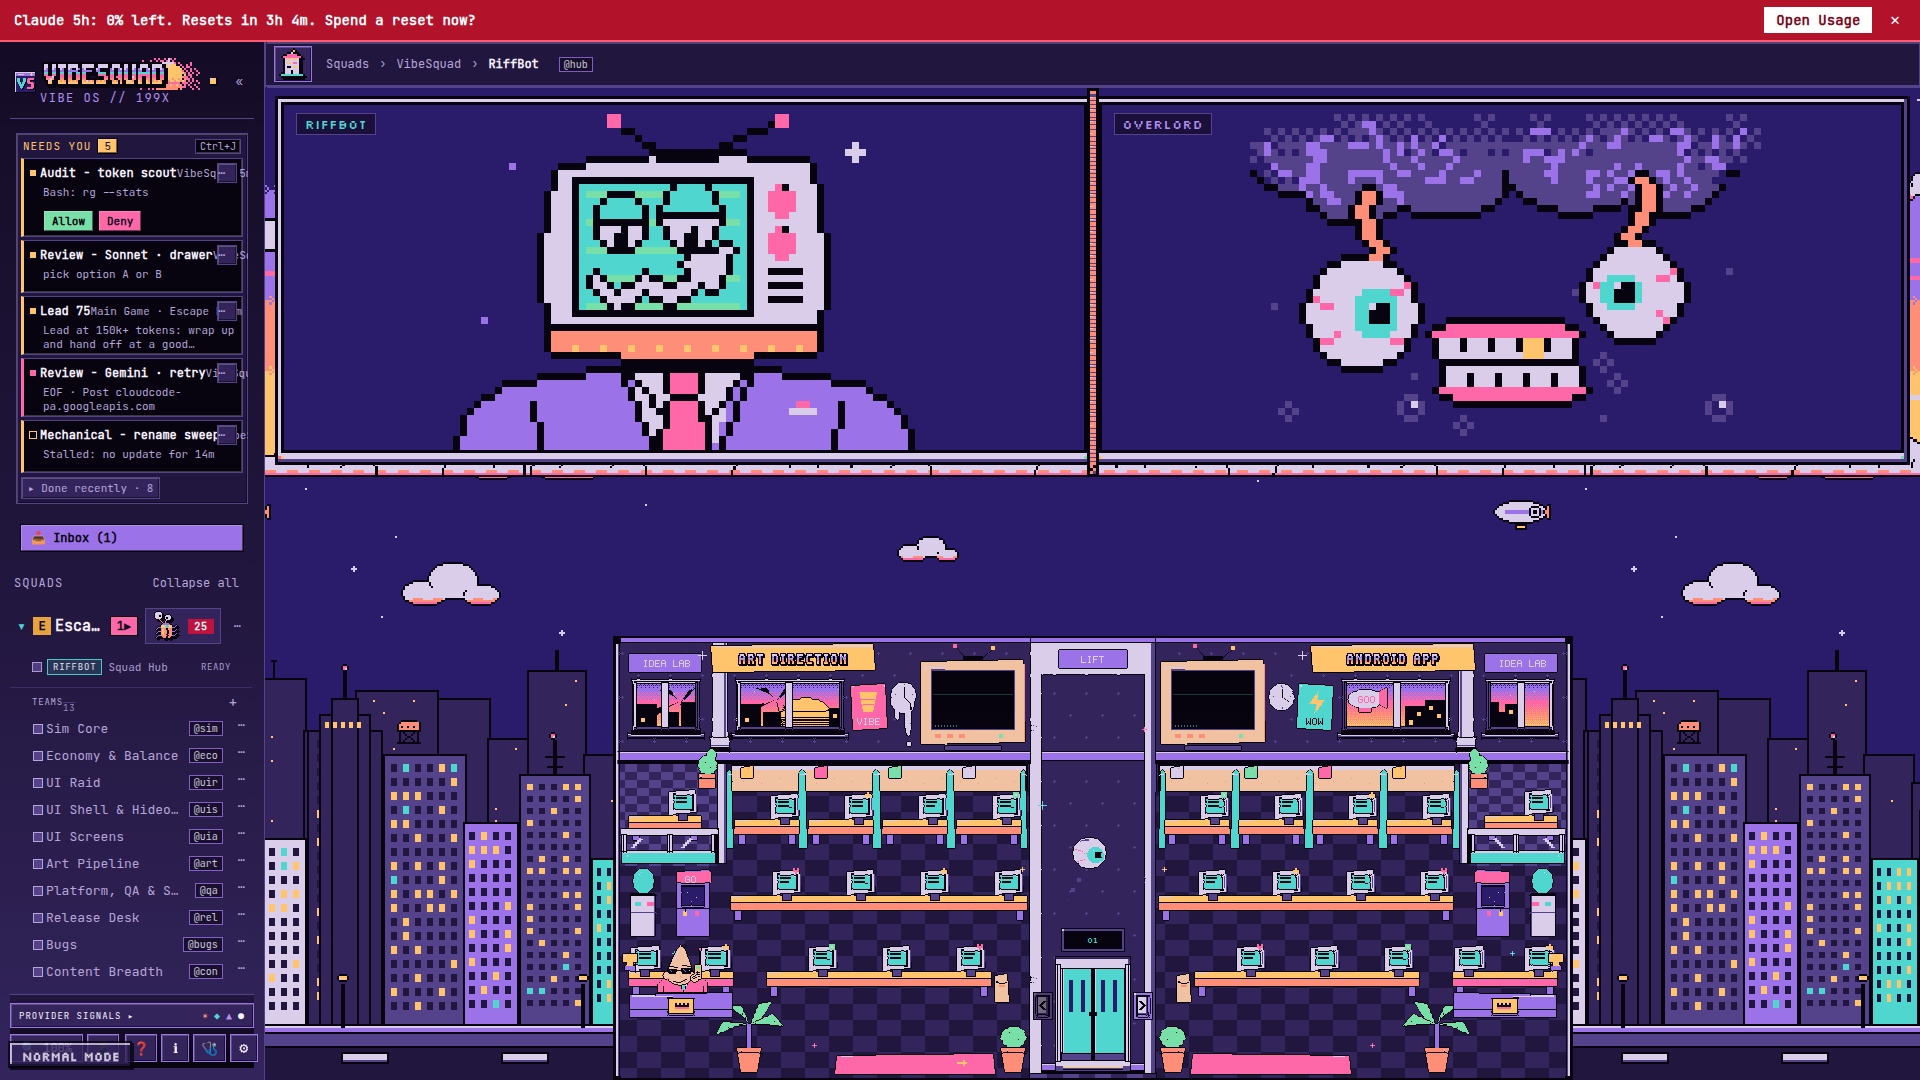 Claude 5h: 0% left. Resets in 3h 4m. Spend a reset now?
Open Usage ×
VS VIBESQUAD «
VIBE OS // 199X
Squads › VibeSquad › RiffBot @hub
NEEDS YOU 5 Ctrl+J
Audit - token scout VibeSq
Bash: rg --stats
Allow Deny
Review - Sonnet · drawer
pick option A or B
Lead 75 Main Game · Escape
Lead at 150k+ tokens: wrap up
and hand off at a good…
Review - Gemini · retry
EOF · Post cloudcode-
pa.googleapis.com
Mechanical - rename sweep
Stalled: no update for 14m
▸ Done recently · 8
Inbox (1)
SQUADS Collapse all
▼ E Esca… 1▶ 25 ⋯
RIFFBOT Squad Hub READY
TEAMS 13 +
Sim Core @sim
Economy & Balance @eco
UI Raid @uir
UI Shell & Hideo… @uis
UI Screens @uia
Art Pipeline @art
Platform, QA & S… @qa
Release Desk @rel
Bugs @bugs
Content Breadth @con
PROVIDER SIGNALS ▸
NORMAL MODE
RIFFBOT
OVERLORD
IDEA LAB
ART DIRECTION
LIFT
ANDROID APP
IDEA LAB
VIBE
WOW
GOO
GO
01